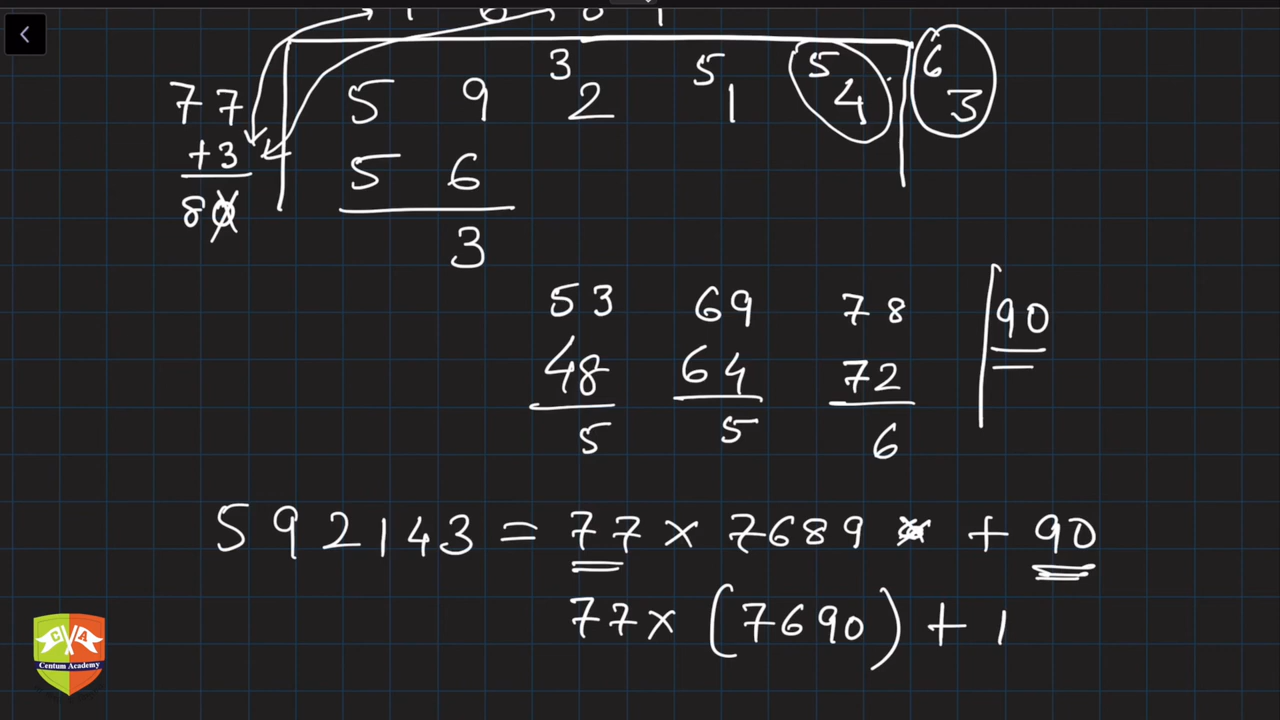 77 5 9 ³2 ⁵1 ⁵4 ⁶3
+3 5 6
80 3
53 69 78 90
48 64 72
5 5 6
592143 = 77 × 7689 + 90
77 × (7690) + 1
C A
Centum Academy